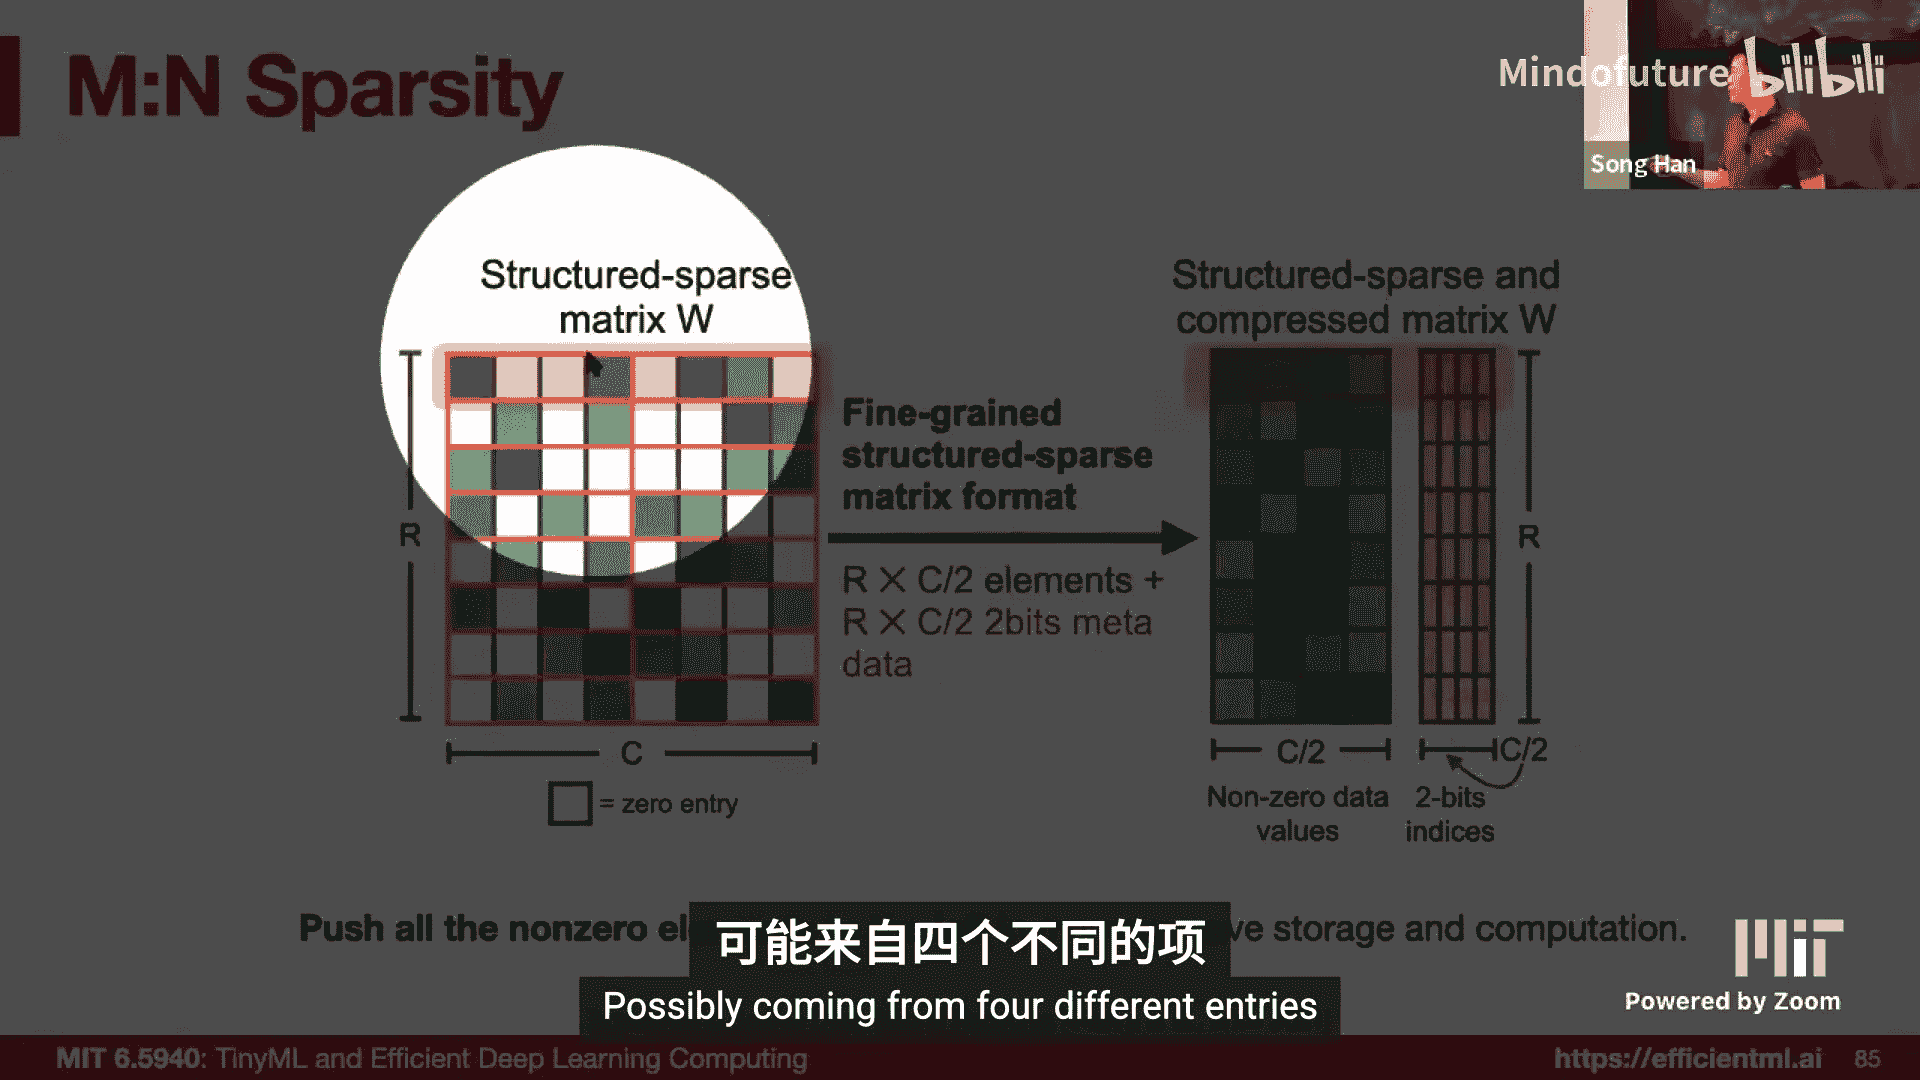 M:N Sparsity
Mindofuture
bilibili
Song Han
Structured-sparse
matrix W
Structured-sparse and
compressed matrix W
R
Fine-grained
structured-sparse
matrix format
R × C/2 elements +
R × C/2 2bits meta
data
R
C
= zero entry
C/2
C/2
Non-zero data
values
2-bits
indices
Push all the nonzero el
ve storage and computation.
可能来自四个不同的项
Possibly coming from four different entries
MIT
Powered by Zoom
MIT 6.5940: TinyML and Efficient Deep Learning Computing
https://efficientml.ai
85